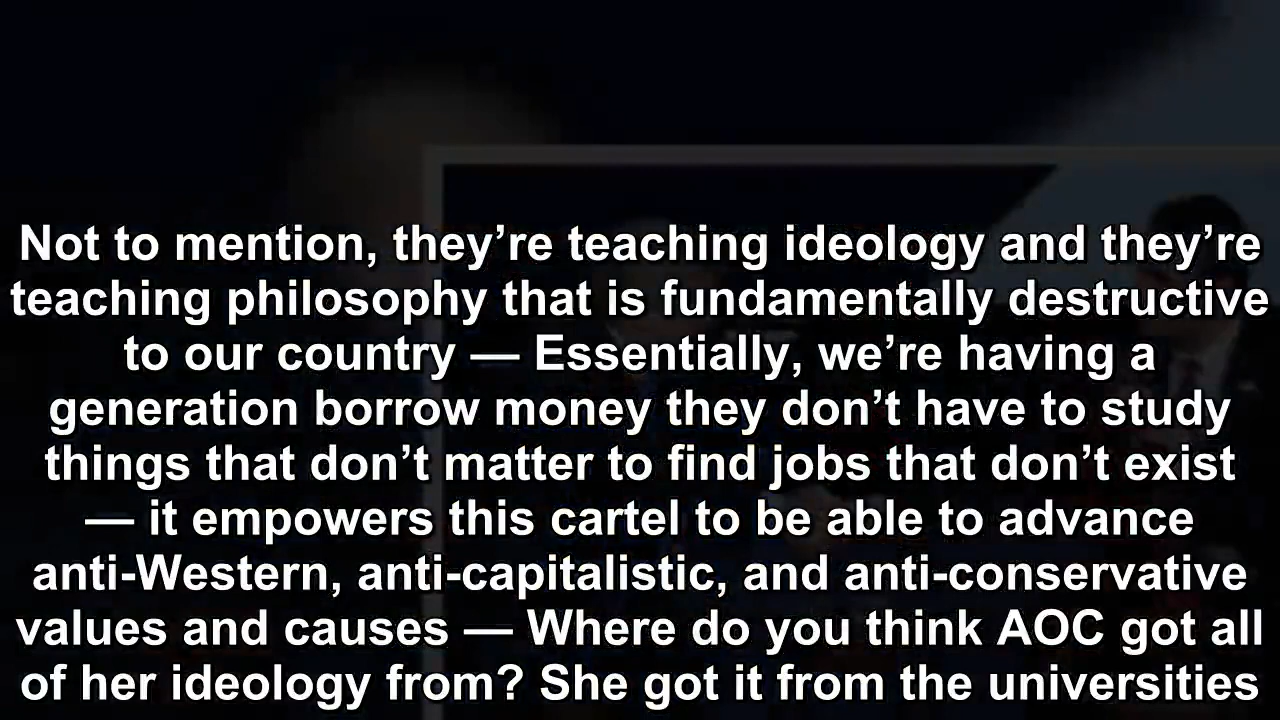 Not to mention, they’re teaching ideology and they’re
teaching philosophy that is fundamentally destructive
to our country — Essentially, we’re having a
generation borrow money they don’t have to study
things that don’t matter to find jobs that don’t exist
— it empowers this cartel to be able to advance
anti-Western, anti-capitalistic, and anti-conservative
values and causes — Where do you think AOC got all
of her ideology from? She got it from the universities